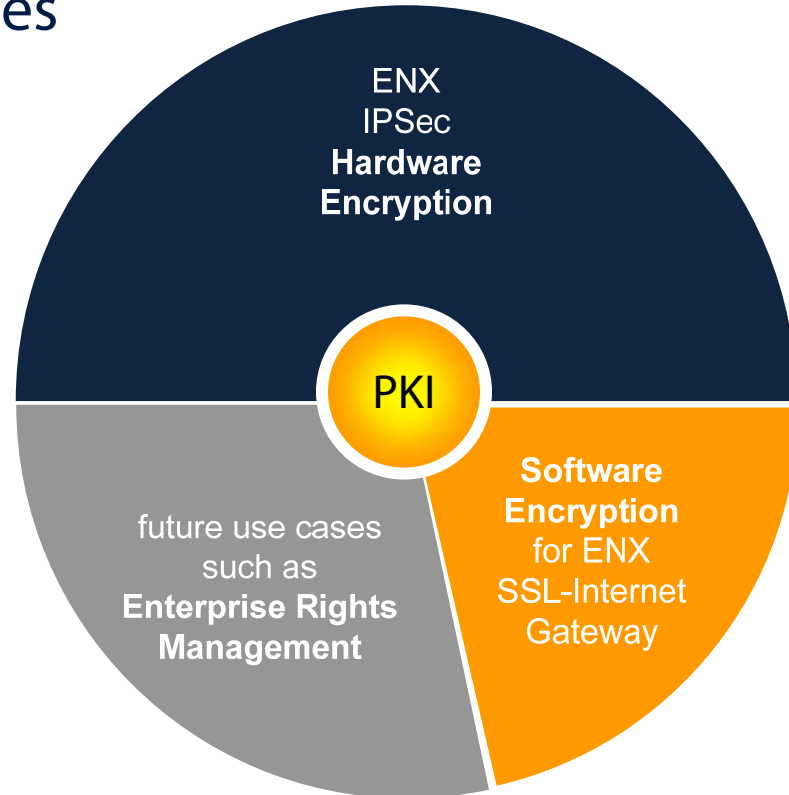 es
ENX
IPSec
Hardware
Encryption
PKI
Software
Encryption
for ENX
SSL-Internet
Gateway
future use cases
such as
Enterprise Rights
Management